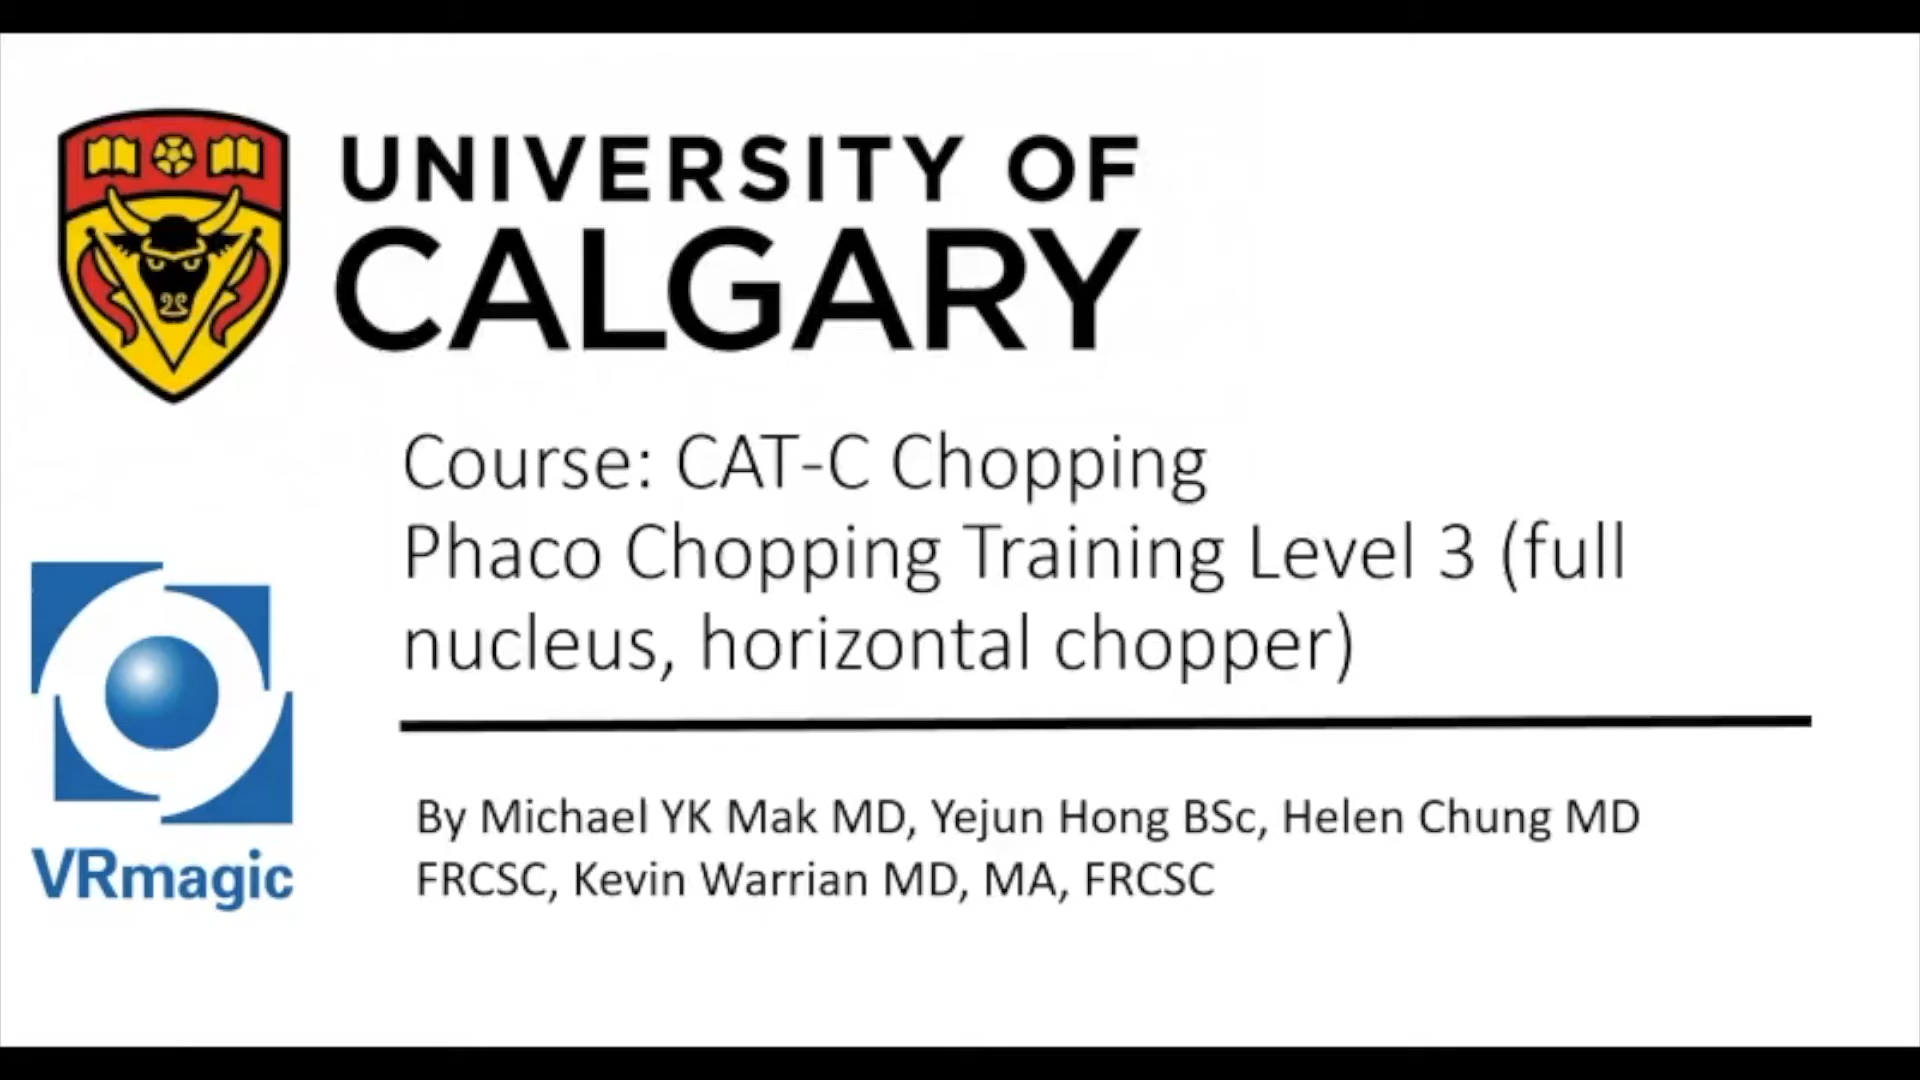 UNIVERSITY OF
CALGARY
Course: CAT-C Chopping
Phaco Chopping Training Level 3 (full
nucleus, horizontal chopper)
By Michael YK Mak MD, Yejun Hong BSc, Helen Chung MD
FRCSC, Kevin Warrian MD, MA, FRCSC
VRmagic